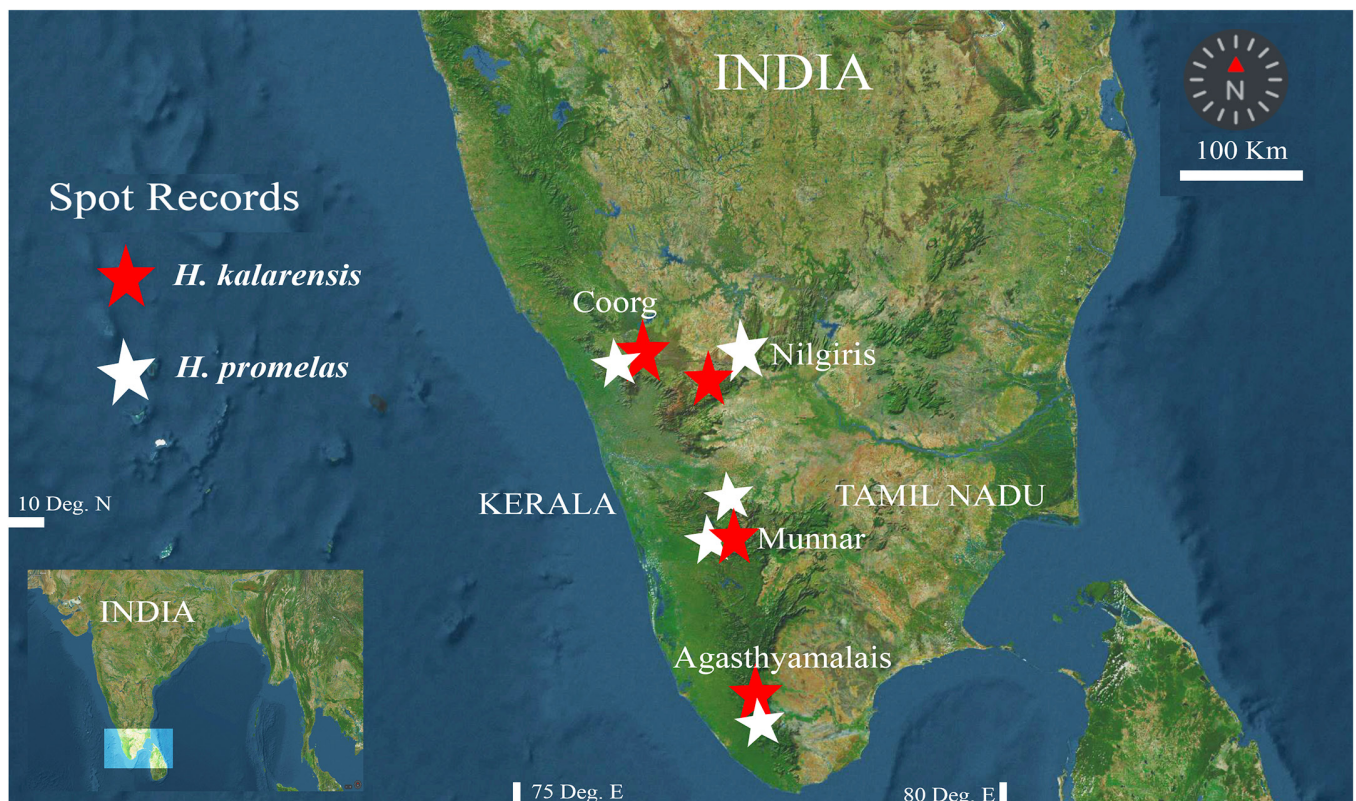 INDIA
N
100 Km
Spot Records
H. kalarensis
H. promelas
Coorg
Nilgiris
10 Deg. N
KERALA
TAMIL NADU
Munnar
INDIA
Agasthyamalais
75 Deg. E
80 Deg. E